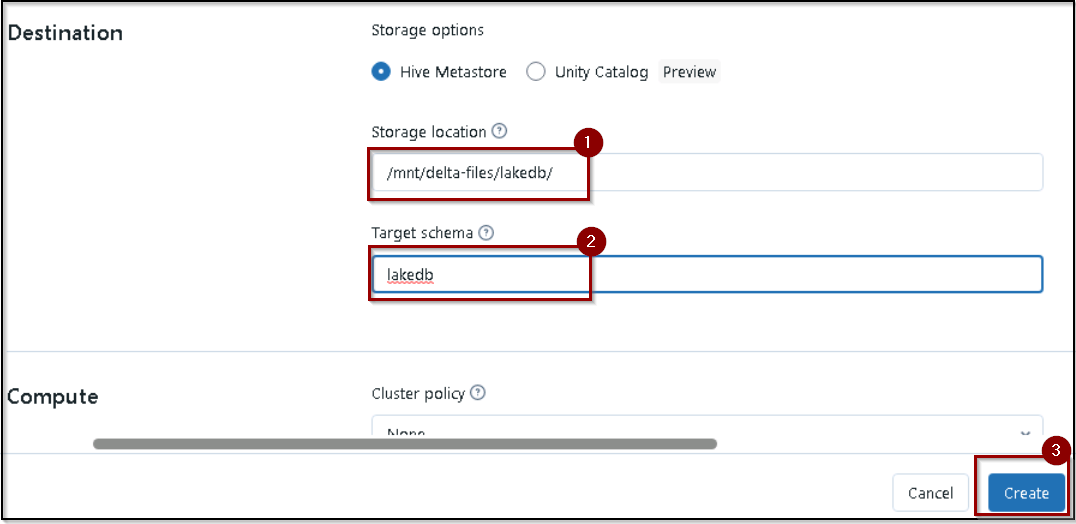 Destination
Storage options
Hive Metastore Unity Catalog Preview
Storage location ?
1
/mnt/delta-files/lakedb/
Target schema ?
2
lakedb
Compute
Cluster policy ?
None
3
Cancel Create